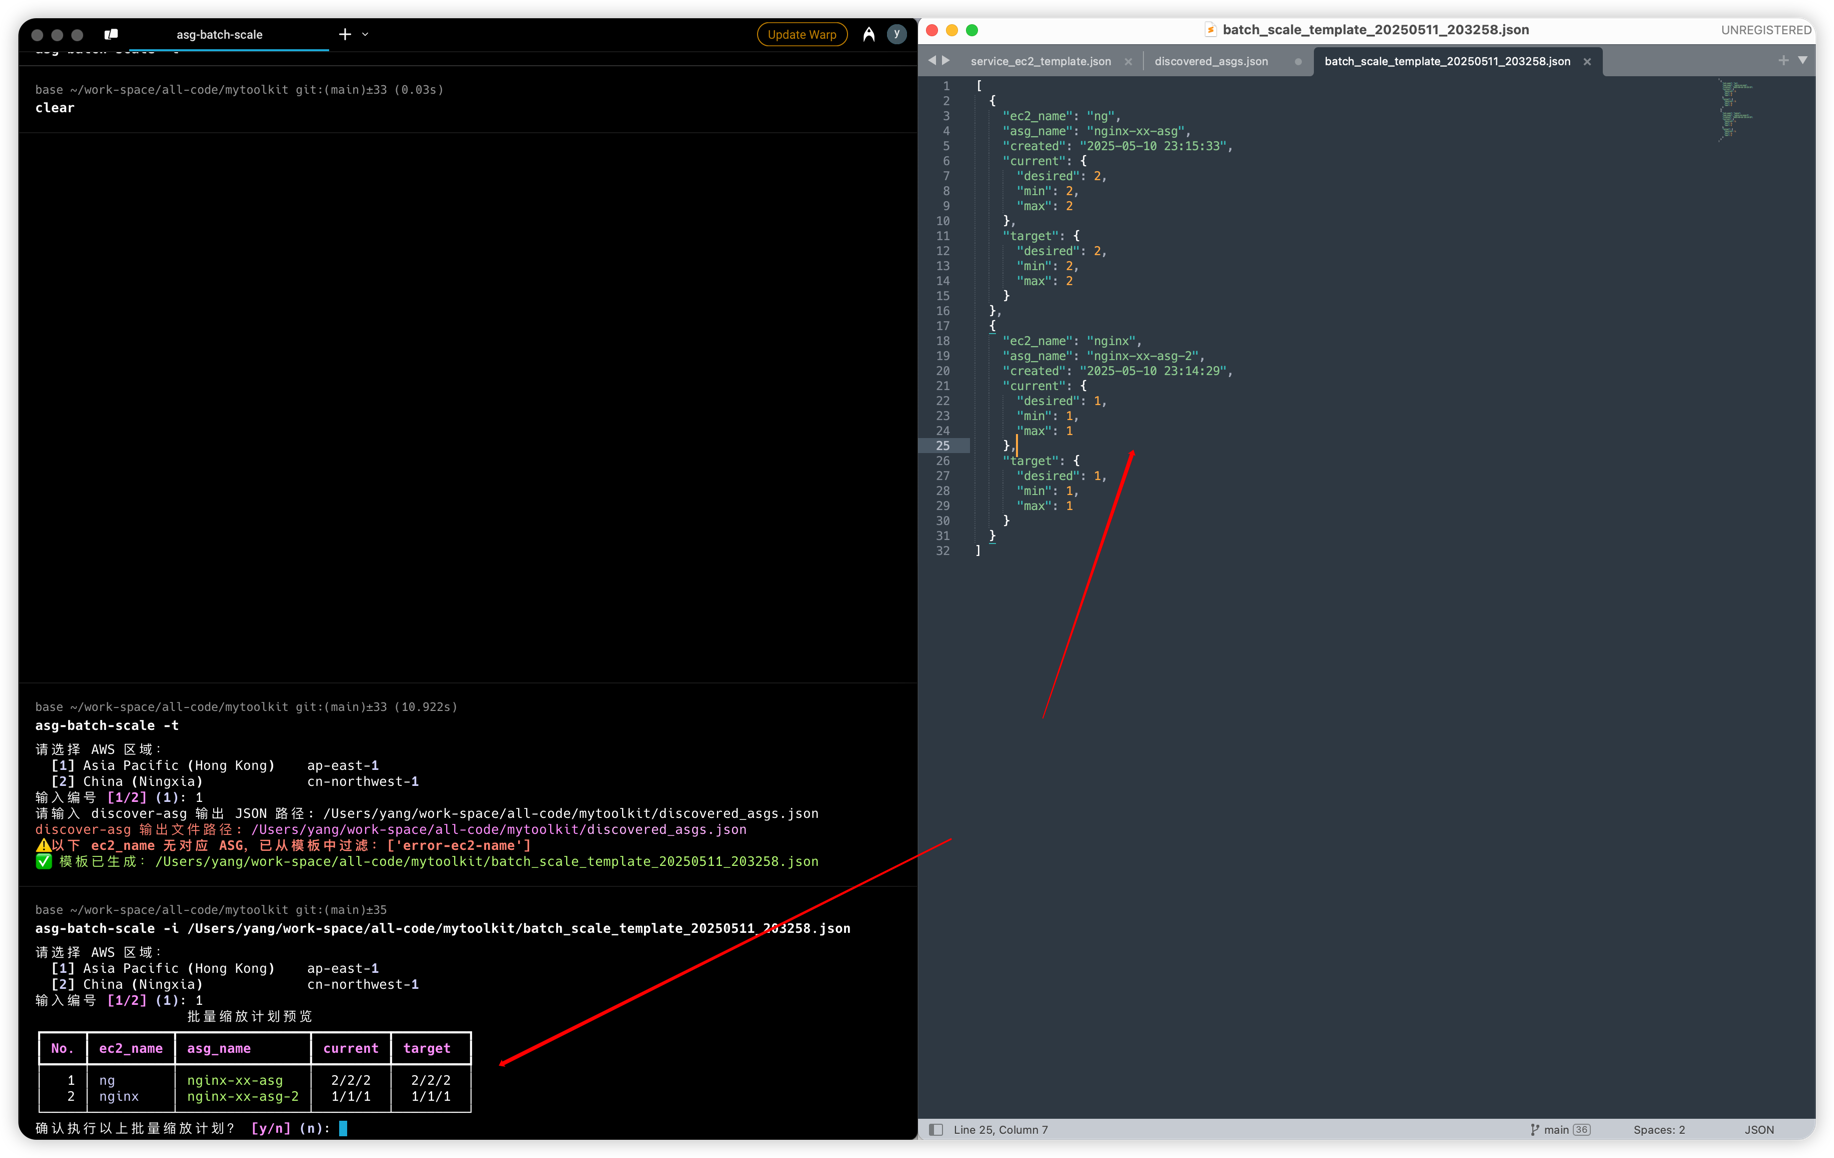 asg-batch-scale
Update Warp
y
asg-batch-scale -t
base ~/work-space/all-code/mytoolkit git:(main)±33 (0.03s)
clear
base ~/work-space/all-code/mytoolkit git:(main)±33 (10.922s)
asg-batch-scale -t
请选择 AWS 区域：
[1] Asia Pacific (Hong Kong) ap-east-1
[2] China (Ningxia) cn-northwest-1
输入编号 [1/2] (1): 1
请输入 discover-asg 输出 JSON 路径: /Users/yang/work-space/all-code/mytoolkit/discovered_asgs.json
discover-asg 输出文件路径: /Users/yang/work-space/all-code/mytoolkit/discovered_asgs.json
⚠️以下 ec2_name 无对应 ASG，已从模板中过滤: ['error-ec2-name']
✅ 模板已生成: /Users/yang/work-space/all-code/mytoolkit/batch_scale_template_20250511_203258.json
base ~/work-space/all-code/mytoolkit git:(main)±35
asg-batch-scale -i /Users/yang/work-space/all-code/mytoolkit/batch_scale_template_20250511_203258.json
请选择 AWS 区域：
[1] Asia Pacific (Hong Kong) ap-east-1
[2] China (Ningxia) cn-northwest-1
输入编号 [1/2] (1): 1
批量缩放计划预览
No. ec2_name asg_name current target
1 ng nginx-xx-asg 2/2/2 2/2/2
2 nginx nginx-xx-asg-2 1/1/1 1/1/1
确认执行以上批量缩放计划? [y/n] (n):
batch_scale_template_20250511_203258.json
UNREGISTERED
service_ec2_template.json
discovered_asgs.json
batch_scale_template_20250511_203258.json
1 [
2 {
3 "ec2_name": "ng",
4 "asg_name": "nginx-xx-asg",
5 "created": "2025-05-10 23:15:33",
6 "current": {
7 "desired": 2,
8 "min": 2,
9 "max": 2
10 },
11 "target": {
12 "desired": 2,
13 "min": 2,
14 "max": 2
15 }
16 },
17 {
18 "ec2_name": "nginx",
19 "asg_name": "nginx-xx-asg-2",
20 "created": "2025-05-10 23:14:29",
21 "current": {
22 "desired": 1,
23 "min": 1,
24 "max": 1
25 },
26 "target": {
27 "desired": 1,
28 "min": 1,
29 "max": 1
30 }
31 }
32 ]
Line 25, Column 7
main 36
Spaces: 2
JSON